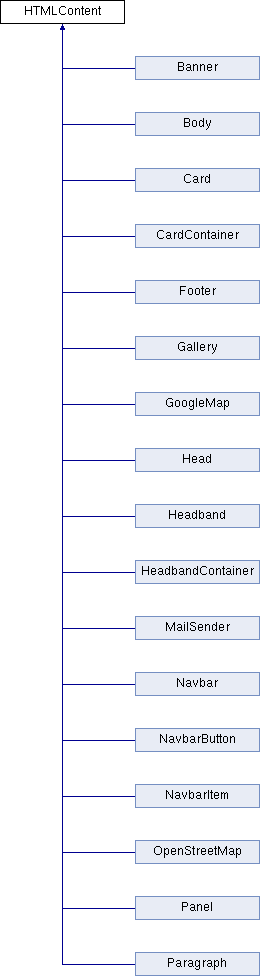 HTMLContent
Banner
Body
Card
CardContainer
Footer
Gallery
GoogleMap
Head
Headband
HeadbandContainer
MailSender
Navbar
NavbarButton
NavbarItem
OpenStreetMap
Panel
Paragraph